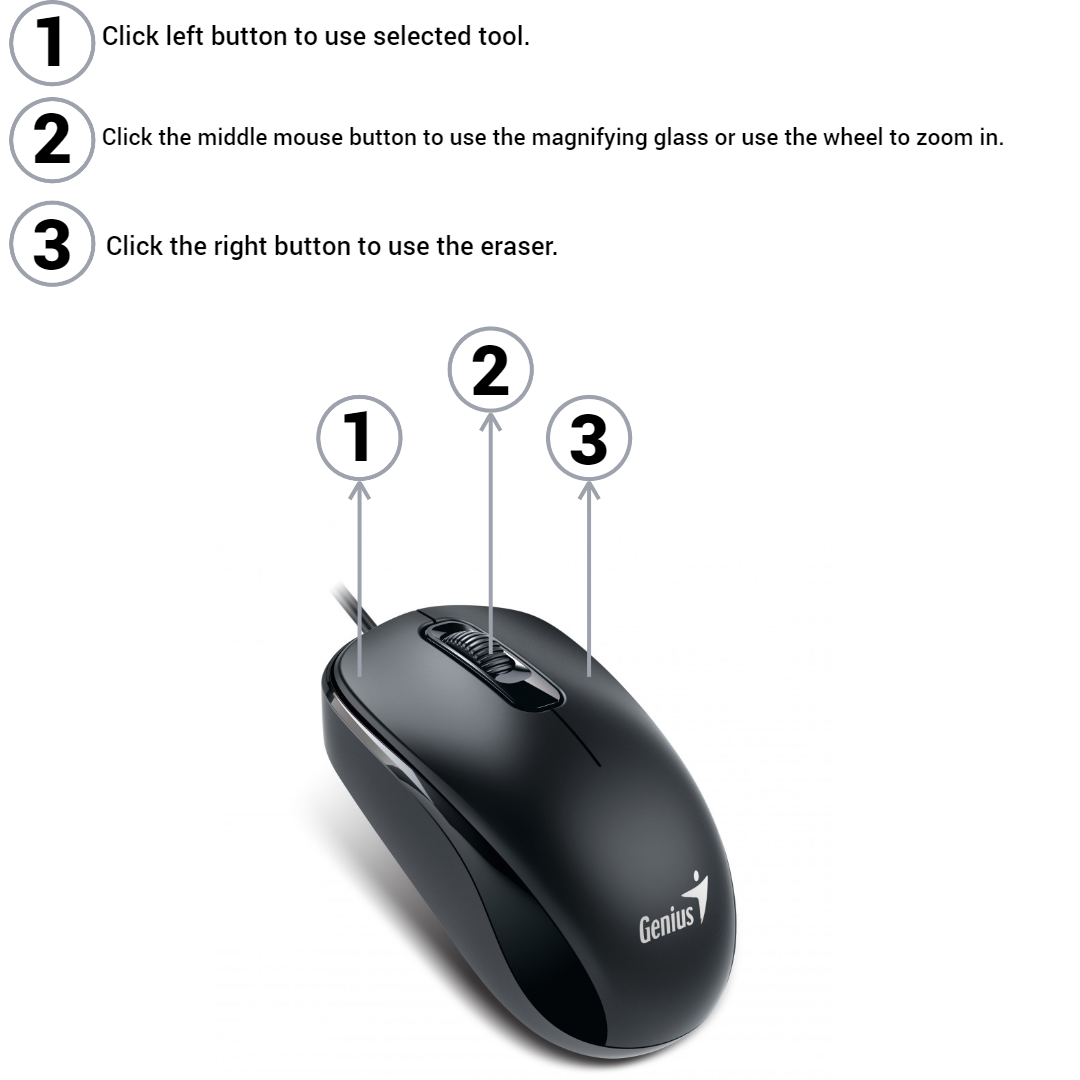 1 Click left button to use selected tool.
2 Click the middle mouse button to use the magnifying glass or use the wheel to zoom in.
3 Click the right button to use the eraser.
2
1
3
Genius